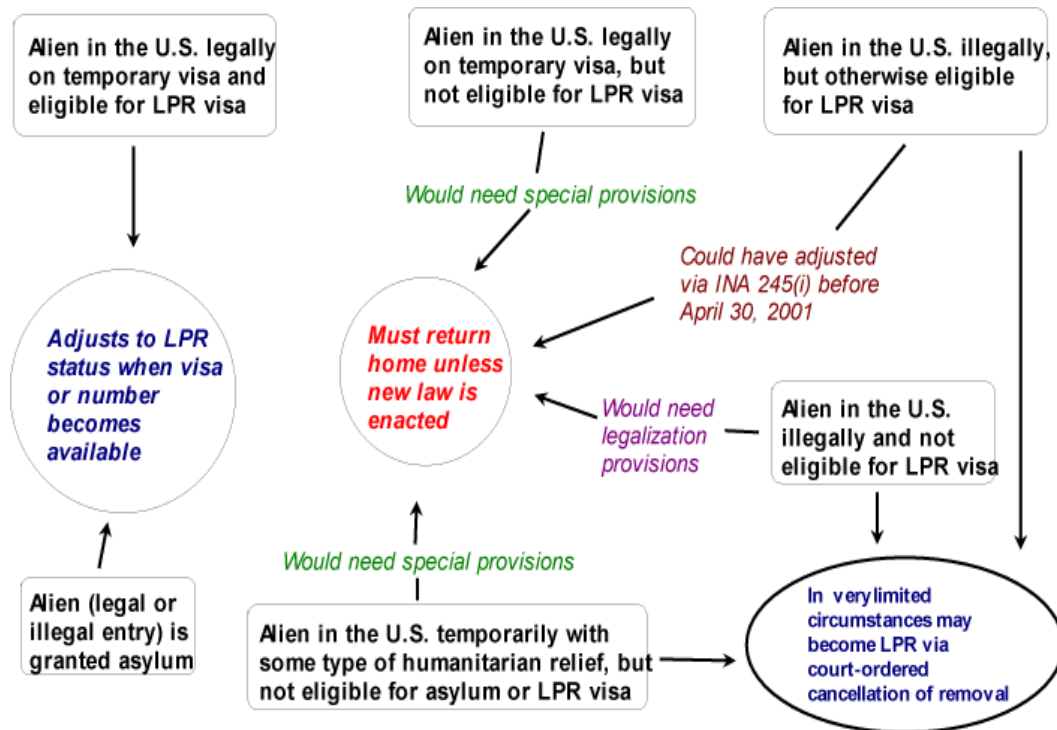 Alien in the U.S. legally
on temporary visa and
eligible for LPR visa
Alien in the U.S. legally
on temporary visa, but
not eligible for LPR visa
Alien in the U.S. illegally,
but otherwise eligible
for LPR visa
Would need special provisions
Could have adjusted
via INA 245(i) before
April 30, 2001
Adjusts to LPR
status when visa
or number
becomes
available
Must return
home unless
new law is
enacted
Would need
legalization
provisions
Alien in the U.S.
illegally and not
eligible for LPR visa
Would need special provisions
Alien (legal or
illegal entry) is
granted asylum
Alien in the U.S. temporarily with
some type of humanitarian relief, but
not eligible for asylum or LPR visa
In verylimited
circumstances may
become LPR via
court-ordered
cancellation of removal